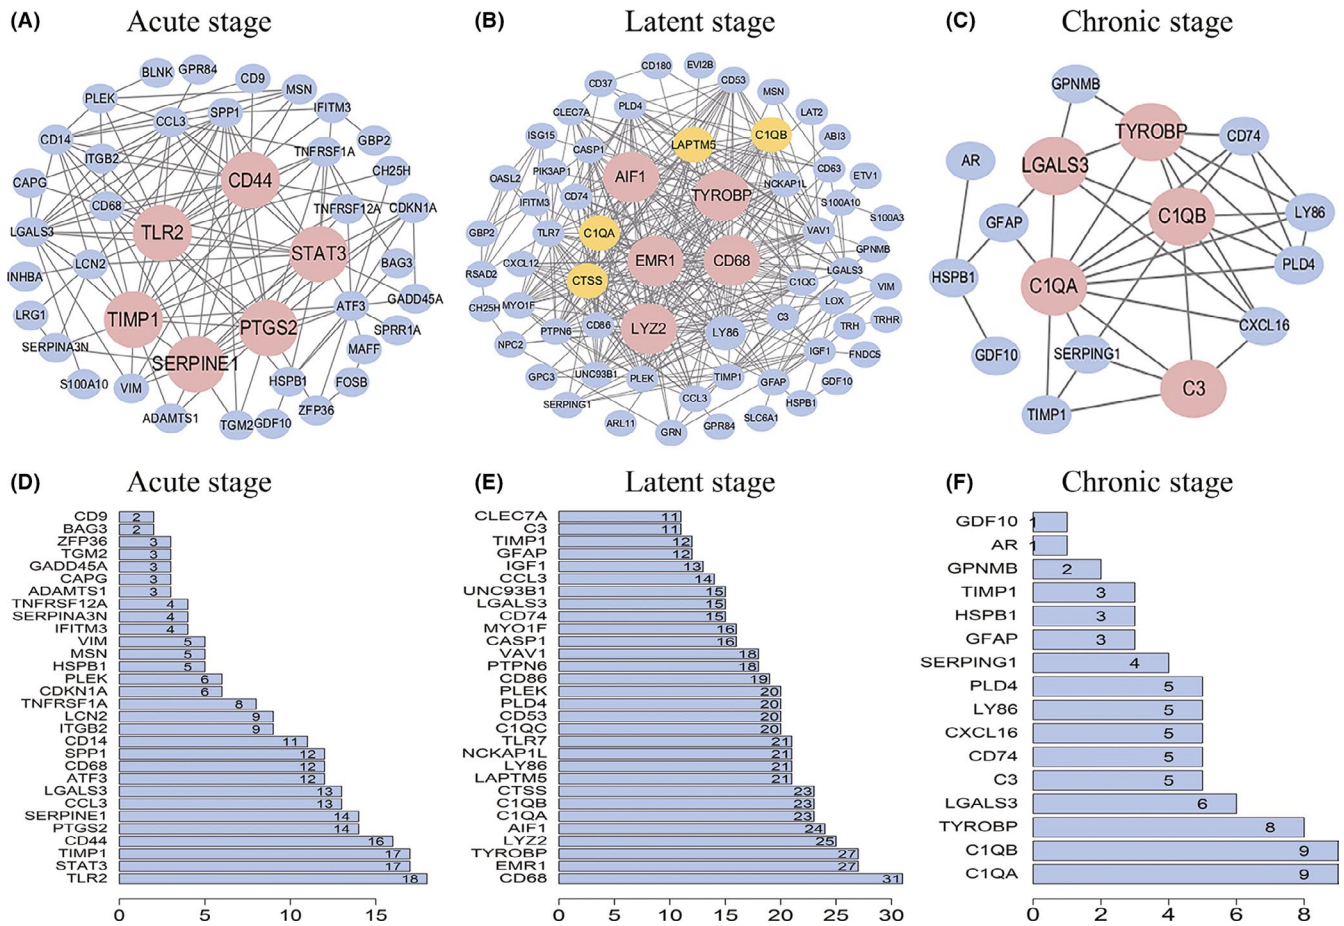 (A) Acute stage
BLNK
GPR84
CD9
PLEK
MSN
SPP1
IFITM3
CCL3
CD14
GBP2
ITGB2
TNFRSF1A
CAPG
CD44
CH25H
CD68
TNFRSF12A
CDKN1A
LGALS3
TLR2
STAT3
INHBA
LCN2
BAG3
LRG1
ATF3
GADD45A
TIMP1
PTGS2
SPRR1A
SERPINA3N
MAFF
SERPINE1
S100A10
VIM
HSPB1
FOSB
ADAMTS1
TGM2
GDF10
ZFP36
(B) Latent stage
CD180
EVI2B
CD37
CD53
MSN
CLEC7A
PLD4
LAT2
ISG15
LAPTM5
C1QB
ABI3
CASP1
PIK3AP1
AIF1
CD63
ETV1
OASL2
NCKAP1L
IFITM3
CD74
TYROBP
S100A10
S100A3
GBP2
TLR7
C1QA
VAV1
GPNMB
CXCL12
EMR1
CD68
RSAD2
LGALS3
CTSS
C1QC
VIM
CH25H
MYO1F
LOX
C3
TRH
TRHR
PTPN6
CD86
LYZ2
LY86
NPC2
IGF1
FNDC5
GPC3
UNC93B1
PLEK
TIMP1
GFAP
GDF10
SERPING1
CCL3
HSPB1
ARL11
GRN
GPR84
SLC6A1
(C) Chronic stage
GPNMB
TYROBP
CD74
AR
LGALS3
GFAP
C1QB
LY86
HSPB1
C1QA
PLD4
CXCL16
GDF10
SERPING1
C3
TIMP1
(D) Acute stage
CD9 2
BAG3 2
ZFP36 3
TGM2 3
GADD45A 3
CAPG 3
ADAMTS1 3
TNFRSF12A 4
SERPINA3N 4
IFITM3 4
VIM 5
MSN 5
HSPB1 5
PLEK 6
CDKN1A 6
TNFRSF1A 8
LCN2 9
ITGB2 9
CD14 11
SPP1 12
CD68 12
ATF3 12
LGALS3 13
CCL3 13
SERPINE1 14
PTGS2 14
CD44 16
TIMP1 17
STAT3 17
TLR2 18
0 5 10 15
(E) Latent stage
CLEC7A 11
C3 11
TIMP1 12
GFAP 12
IGF1 13
CCL3 14
UNC93B1 15
LGALS3 15
CD74 15
MYO1F 16
CASP1 16
VAV1 18
PTPN6 18
CD86 19
PLEK 20
PLD4 20
CD53 20
C1QC 20
TLR7 21
NCKAP1L 21
LY86 21
LAPTM5 21
CTSS 23
C1QB 23
C1QA 23
AIF1 24
LYZ2 25
TYROBP 27
EMR1 27
CD68 31
0 5 10 15 20 25 30
(F) Chronic stage
GDF10 1
AR 1
GPNMB 2
TIMP1 3
HSPB1 3
GFAP 3
SERPING1 4
PLD4 5
LY86 5
CXCL16 5
CD74 5
C3 5
LGALS3 6
TYROBP 8
C1QB 9
C1QA 9
0 2 4 6 8